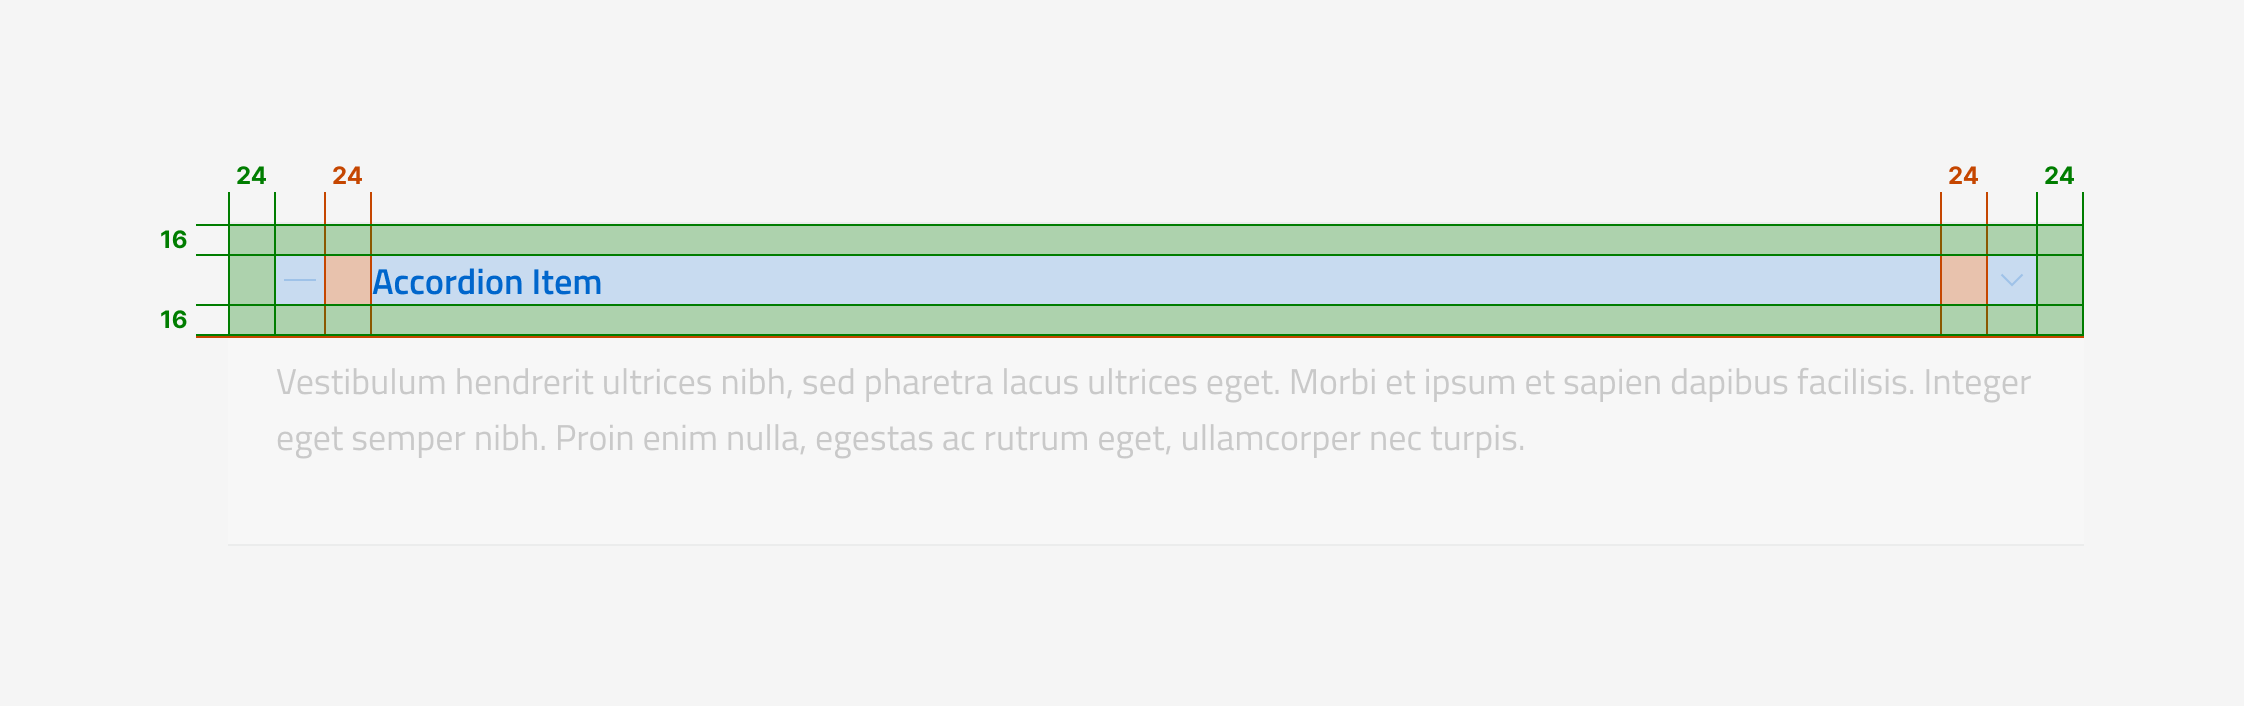 24 24 24 24
16
Accordion Item
16
Vestibulum hendrerit ultrices nibh, sed pharetra lacus ultrices eget. Morbi et ipsum et sapien dapibus facilisis. Integer
eget semper nibh. Proin enim nulla, egestas ac rutrum eget, ullamcorper nec turpis.